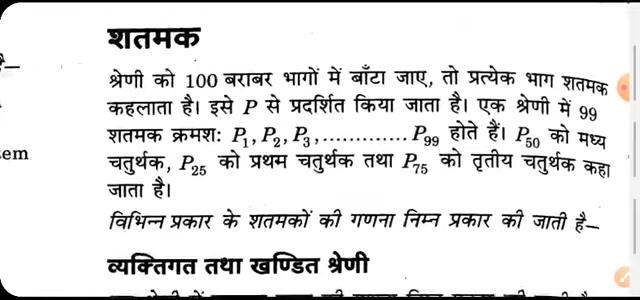 शतमक
श्रेणी को 100 बराबर भागों में बाँटा जाए, तो प्रत्येक भाग शतमक
कहलाता है। इसे P से प्रदर्शित किया जाता है। एक श्रेणी में 99
शतमक क्रमशः P₁, P₂, P₃, ............. P₉₉ होते हैं। P₅₀ को मध्य
चतुर्थक, P₂₅ को प्रथम चतुर्थक तथा P₇₅ को तृतीय चतुर्थक कहा
जाता है।
विभिन्न प्रकार के शतमकों की गणना निम्न प्रकार की जाती है–
व्यक्तिगत तथा खण्डित श्रेणी
em